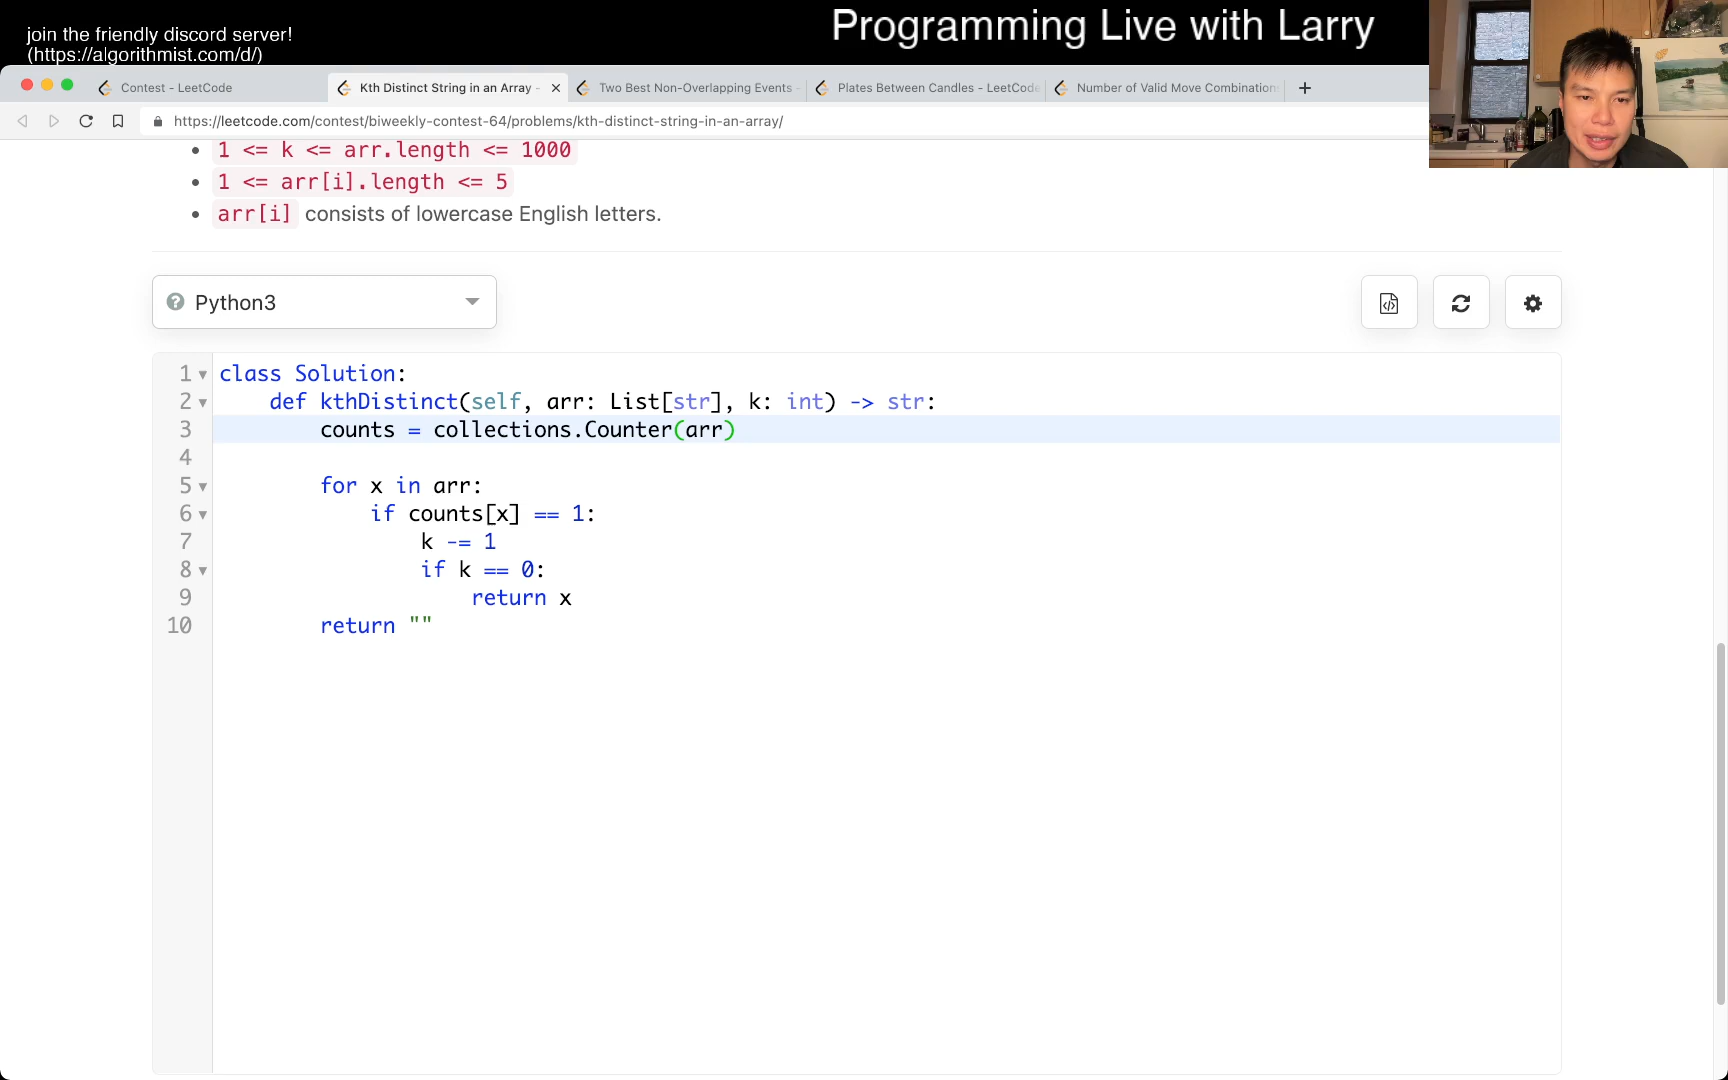 join the friendly discord server!
(https://algorithmist.com/d/)
Programming Live with Larry
Contest - LeetCode
Kth Distinct String in an Array -
Two Best Non-Overlapping Events -
Plates Between Candles - LeetCode
Number of Valid Move Combinations
https://leetcode.com/contest/biweekly-contest-64/problems/kth-distinct-string-in-an-array/
1 <= k <= arr.length <= 1000
1 <= arr[i].length <= 5
arr[i] consists of lowercase English letters.
Python3
1 class Solution:
2     def kthDistinct(self, arr: List[str], k: int) -> str:
3         counts = collections.Counter(arr)
4
5         for x in arr:
6             if counts[x] == 1:
7                 k -= 1
8                 if k == 0:
9                     return x
10         return ""